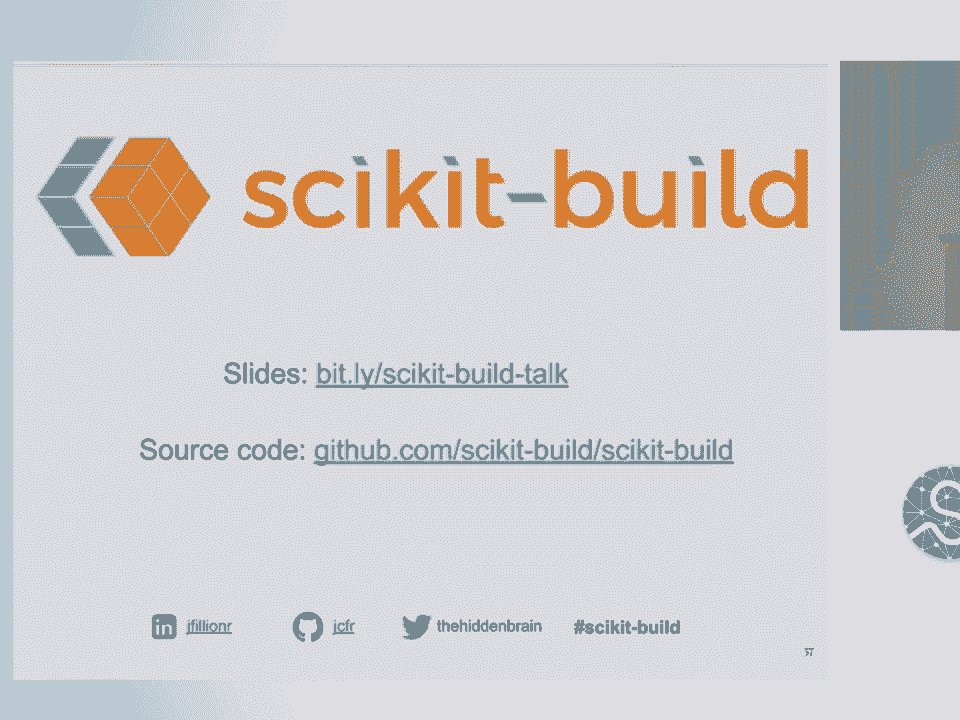 scikit-build
Slides: bit.ly/scikit-build-talk
Source code: github.com/scikit-build/scikit-build
in jfillionr jcfr thehiddenbrain #scikit-build
57